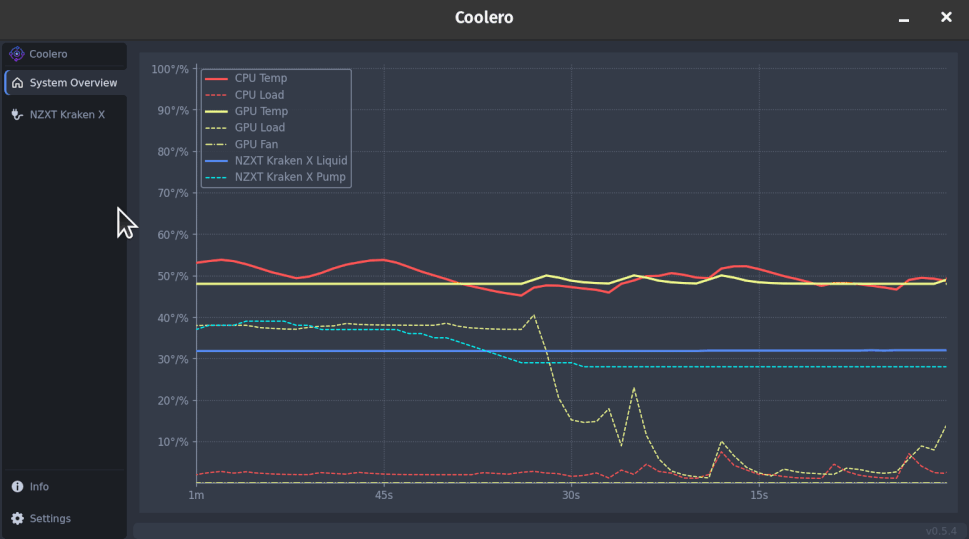 Coolero
Coolero
System Overview
NZXT Kraken X
Info
Settings
100°/%
90°/%
80°/%
70°/%
60°/%
50°/%
40°/%
30°/%
20°/%
10°/%
CPU Temp
CPU Load
GPU Temp
GPU Load
GPU Fan
NZXT Kraken X Liquid
NZXT Kraken X Pump
1m 45s 30s 15s
v0.5.4